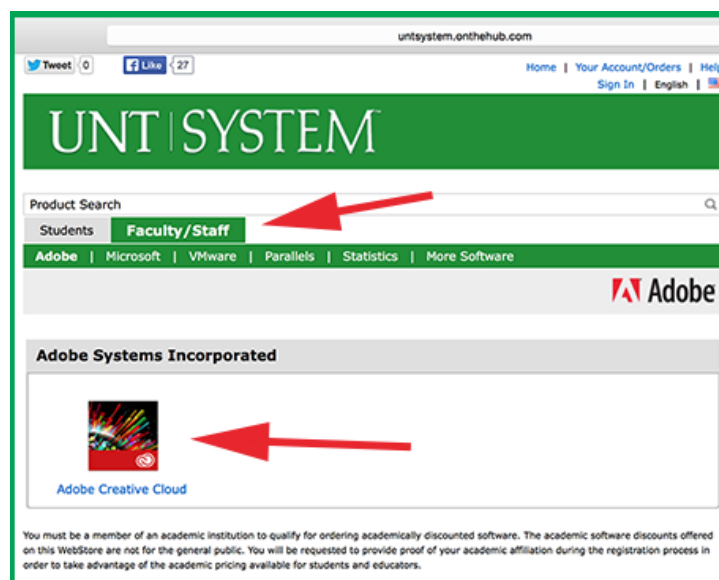 untsystem.onthehub.com
Tweet 0 Like 27
Home | Your Account/Orders | Help
Sign In | English |
UNT | SYSTEM
Product Search
Students Faculty/Staff
Adobe | Microsoft | VMware | Parallels | Statistics | More Software
Adobe
Adobe Systems Incorporated
Adobe Creative Cloud
You must be a member of an academic institution to qualify for ordering academically discounted software. The academic software discounts offered
on this WebStore are not for the general public. You will be requested to provide proof of your academic affiliation during the registration process in
order to take advantage of the academic pricing available for students and educators.